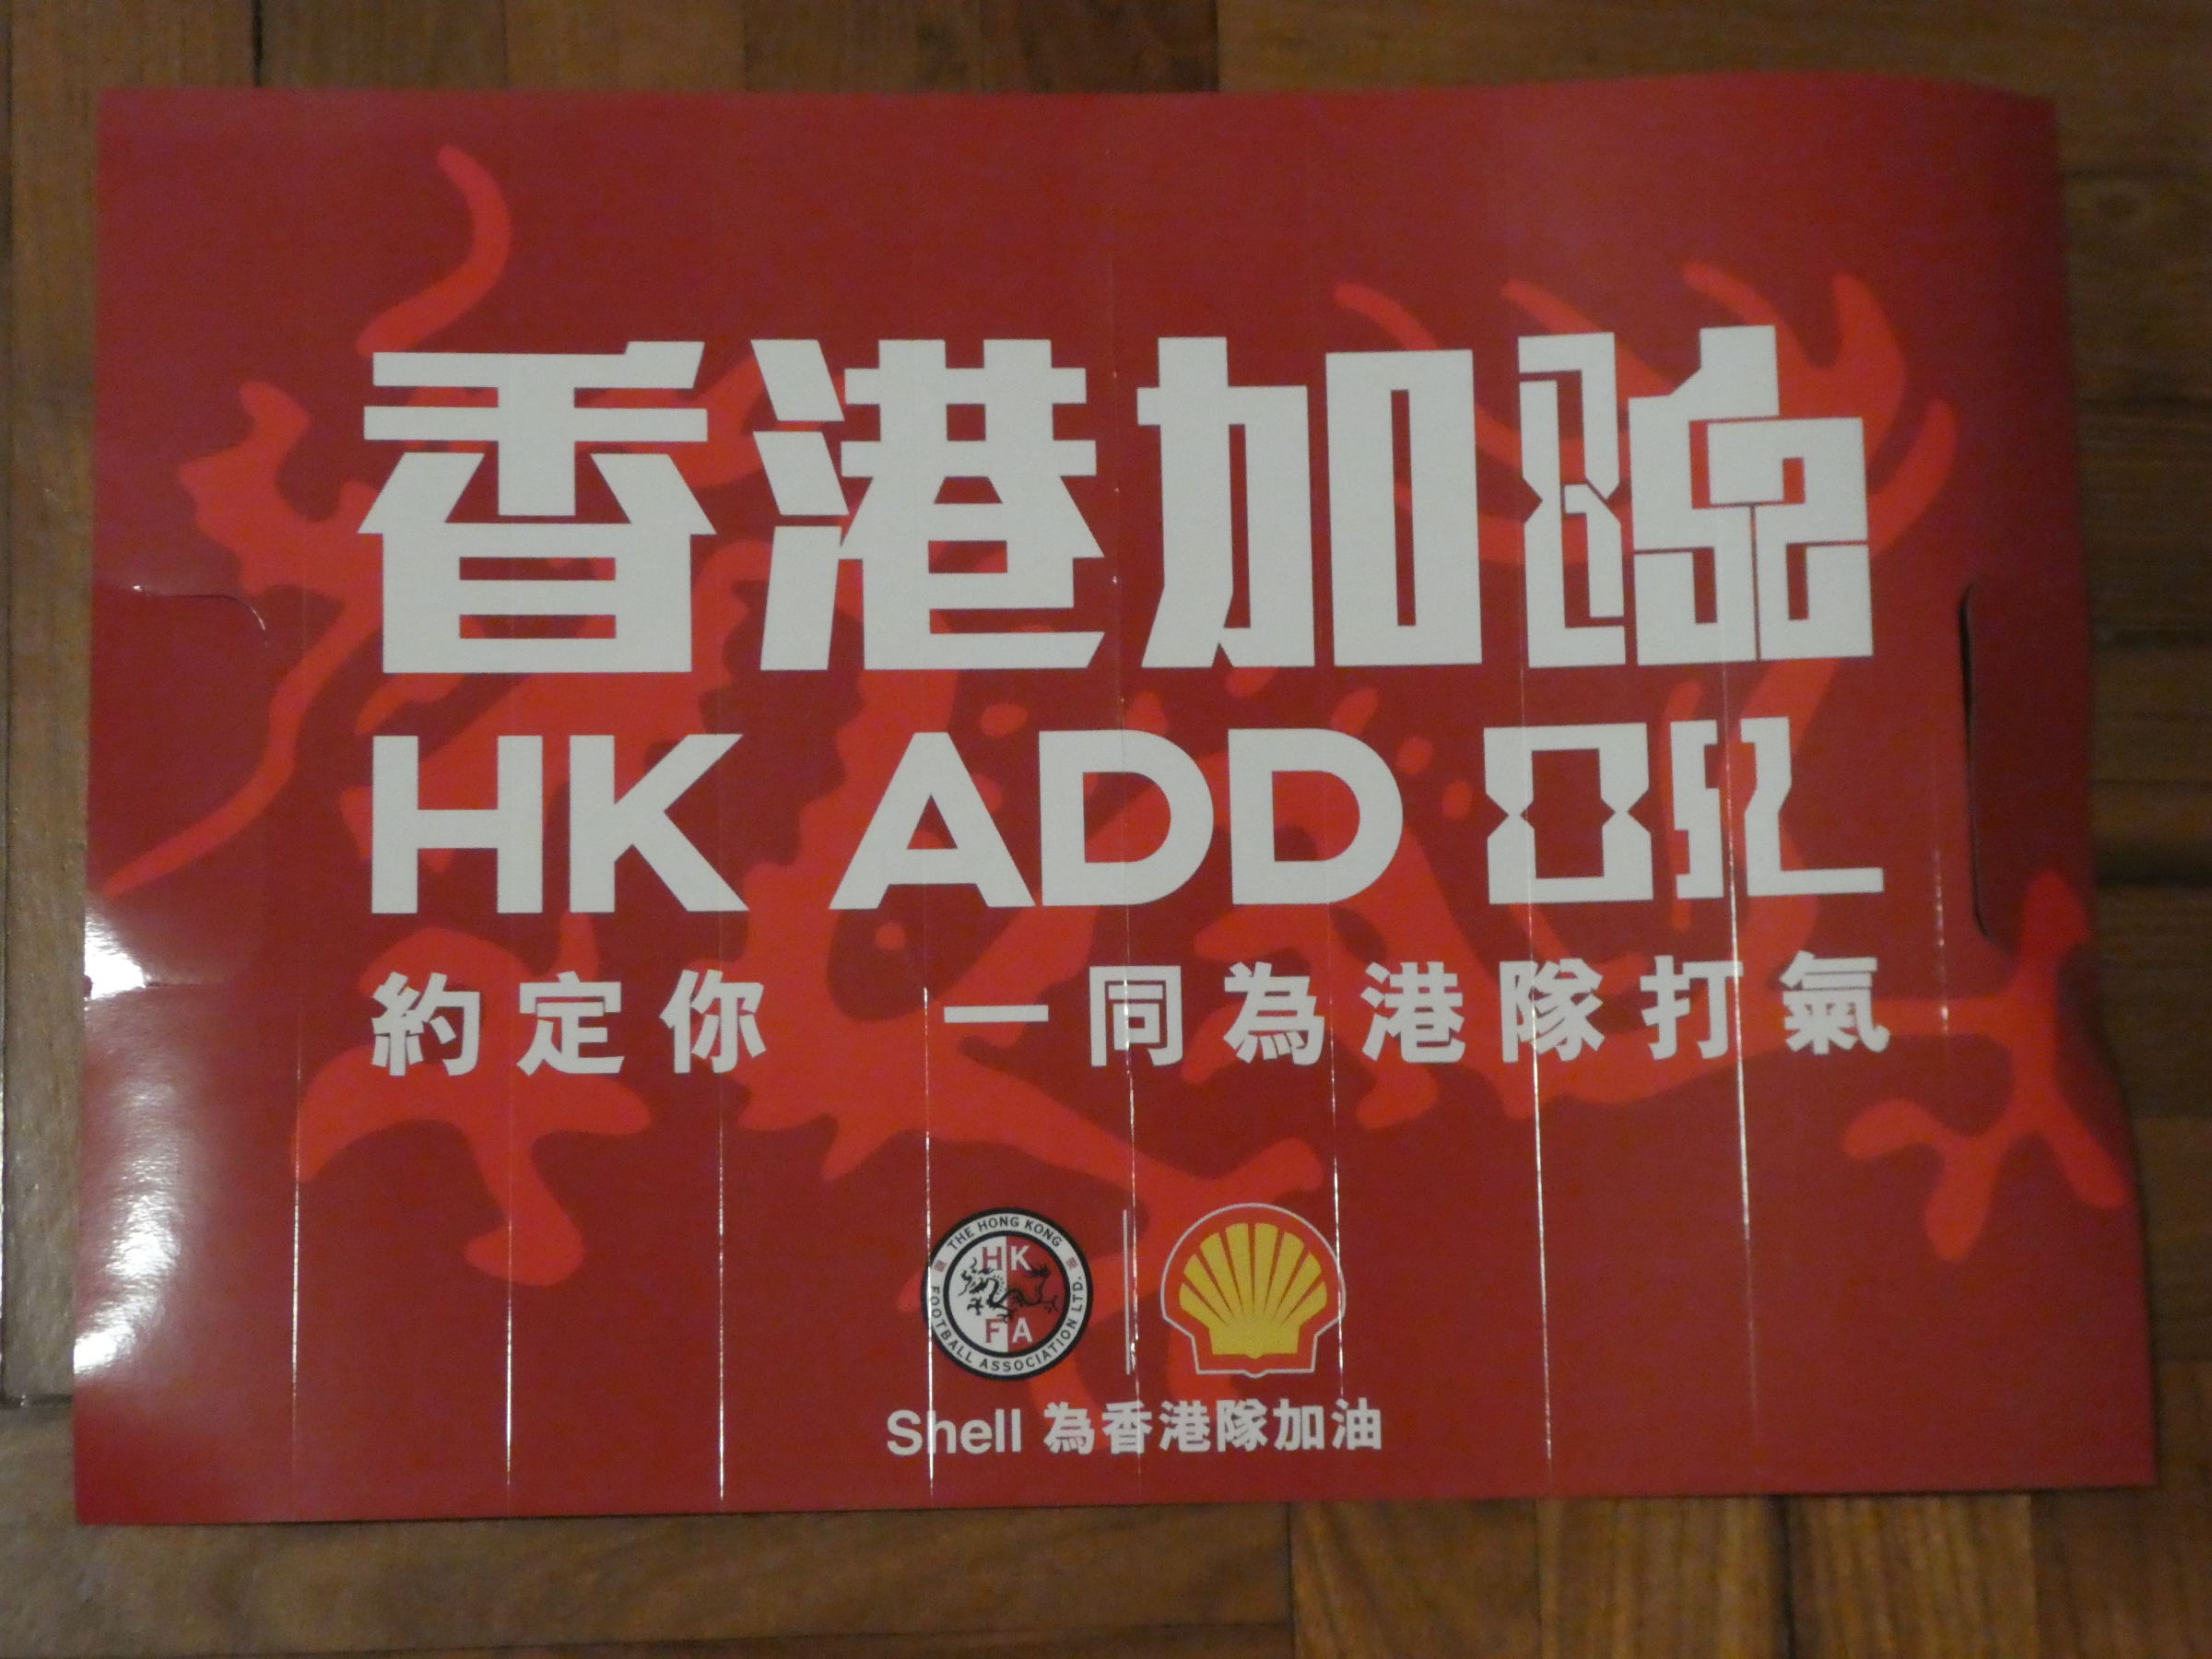 香港加
HK ADD OIL
約定你 一同為港隊打氣
THE HONG KONG FOOTBALL ASSOCIATION LTD.
HK
FA
Shell 為香港隊加油